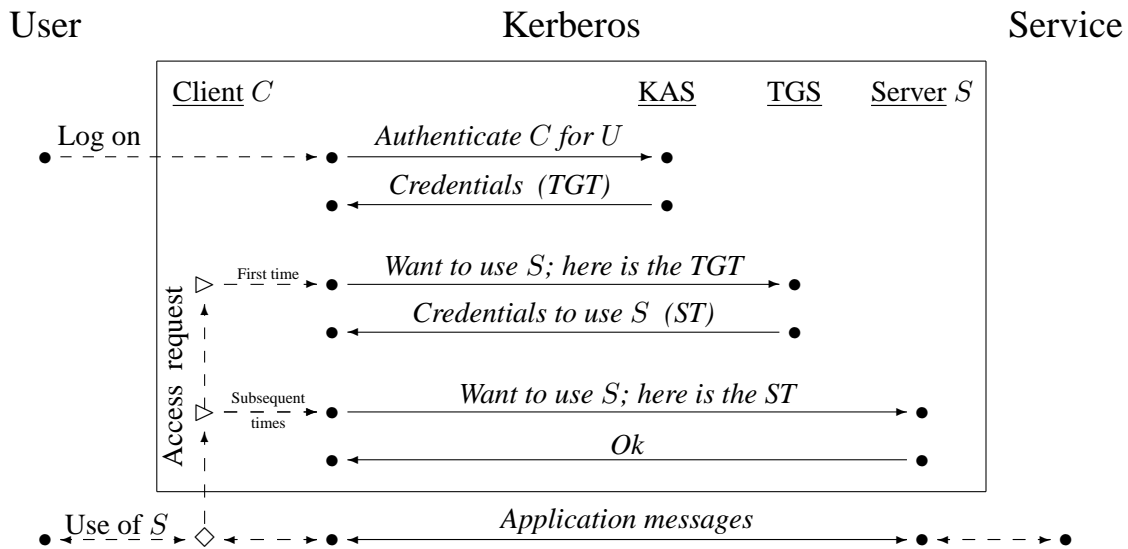 User Kerberos Service
Client C KAS TGS Server S
Log on
Authenticate C for U
Credentials (TGT)
First time
Want to use S; here is the TGT
Credentials to use S (ST)
Access request
Subsequent
times
Want to use S; here is the ST
Ok
Use of S
Application messages